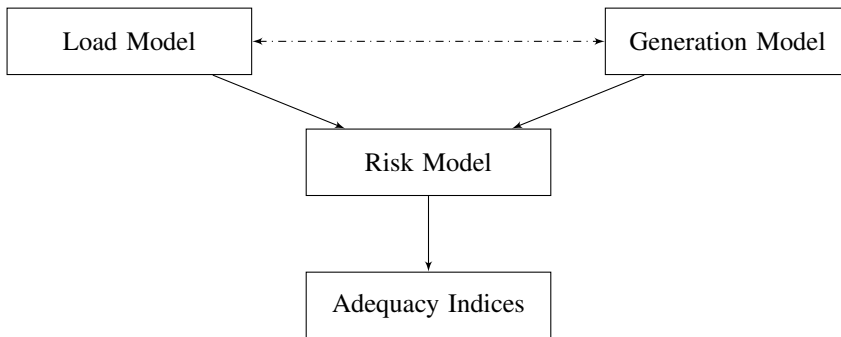 Load Model
Generation Model
Risk Model
Adequacy Indices